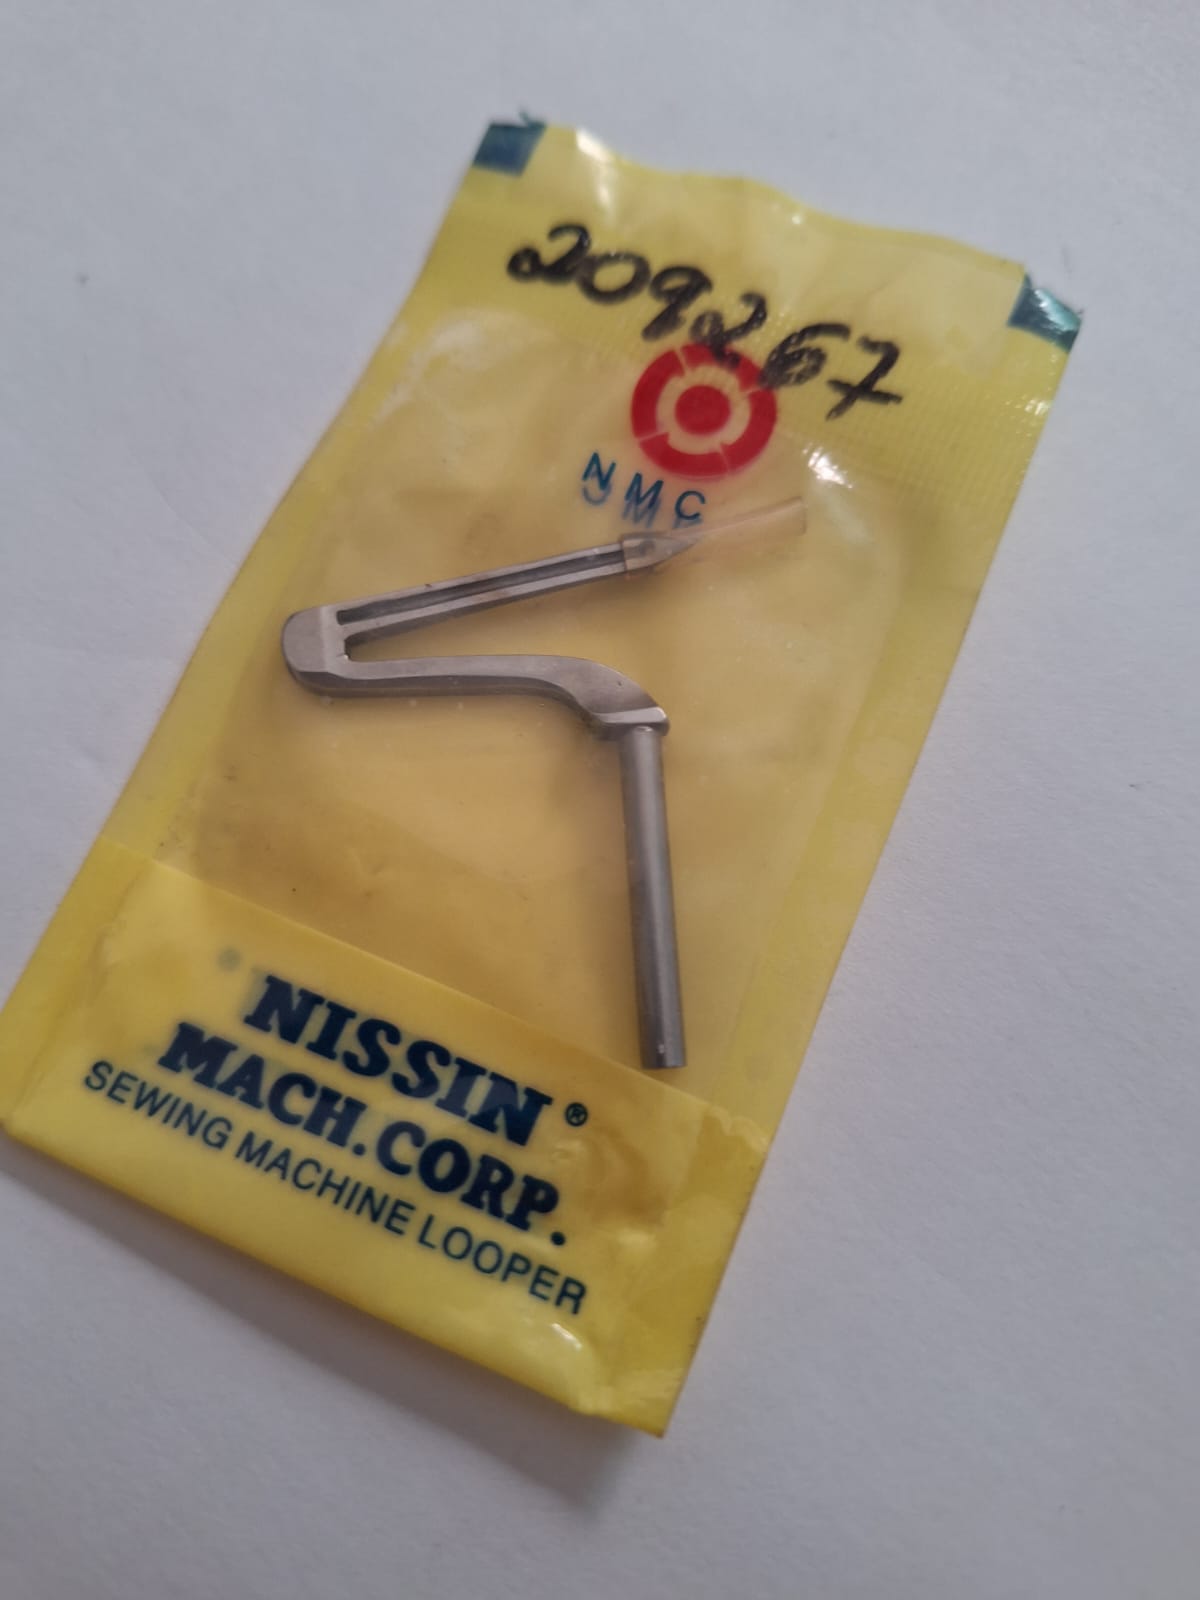 209267
NMC
NISSIN®
MACH.CORP.
SEWING MACHINE LOOPER